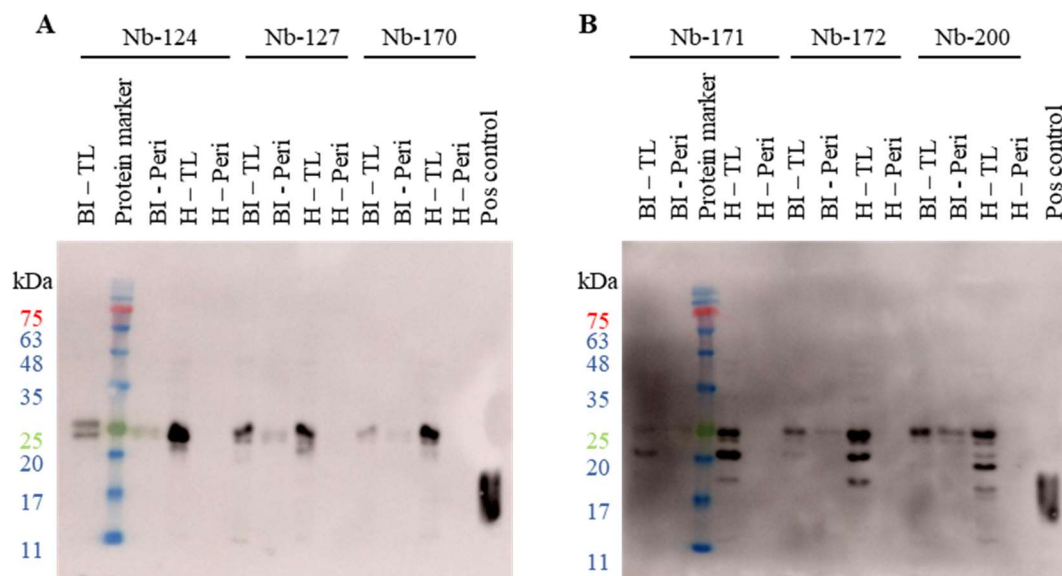 A
Nb-124 Nb-127 Nb-170
BI – TL
Protein marker
BI - Peri
H – TL
H – Peri
BI – TL
BI - Peri
H – TL
H – Peri
BI – TL
BI - Peri
H – TL
H – Peri
Pos control
kDa
75
63
48
35
25
20
17
11
B
Nb-171 Nb-172 Nb-200
BI – TL
BI - Peri
Protein marker
H – TL
H – Peri
BI – TL
BI - Peri
H – TL
H – Peri
BI – TL
BI - Peri
H – TL
H – Peri
Pos control
kDa
75
63
48
35
25
20
17
11